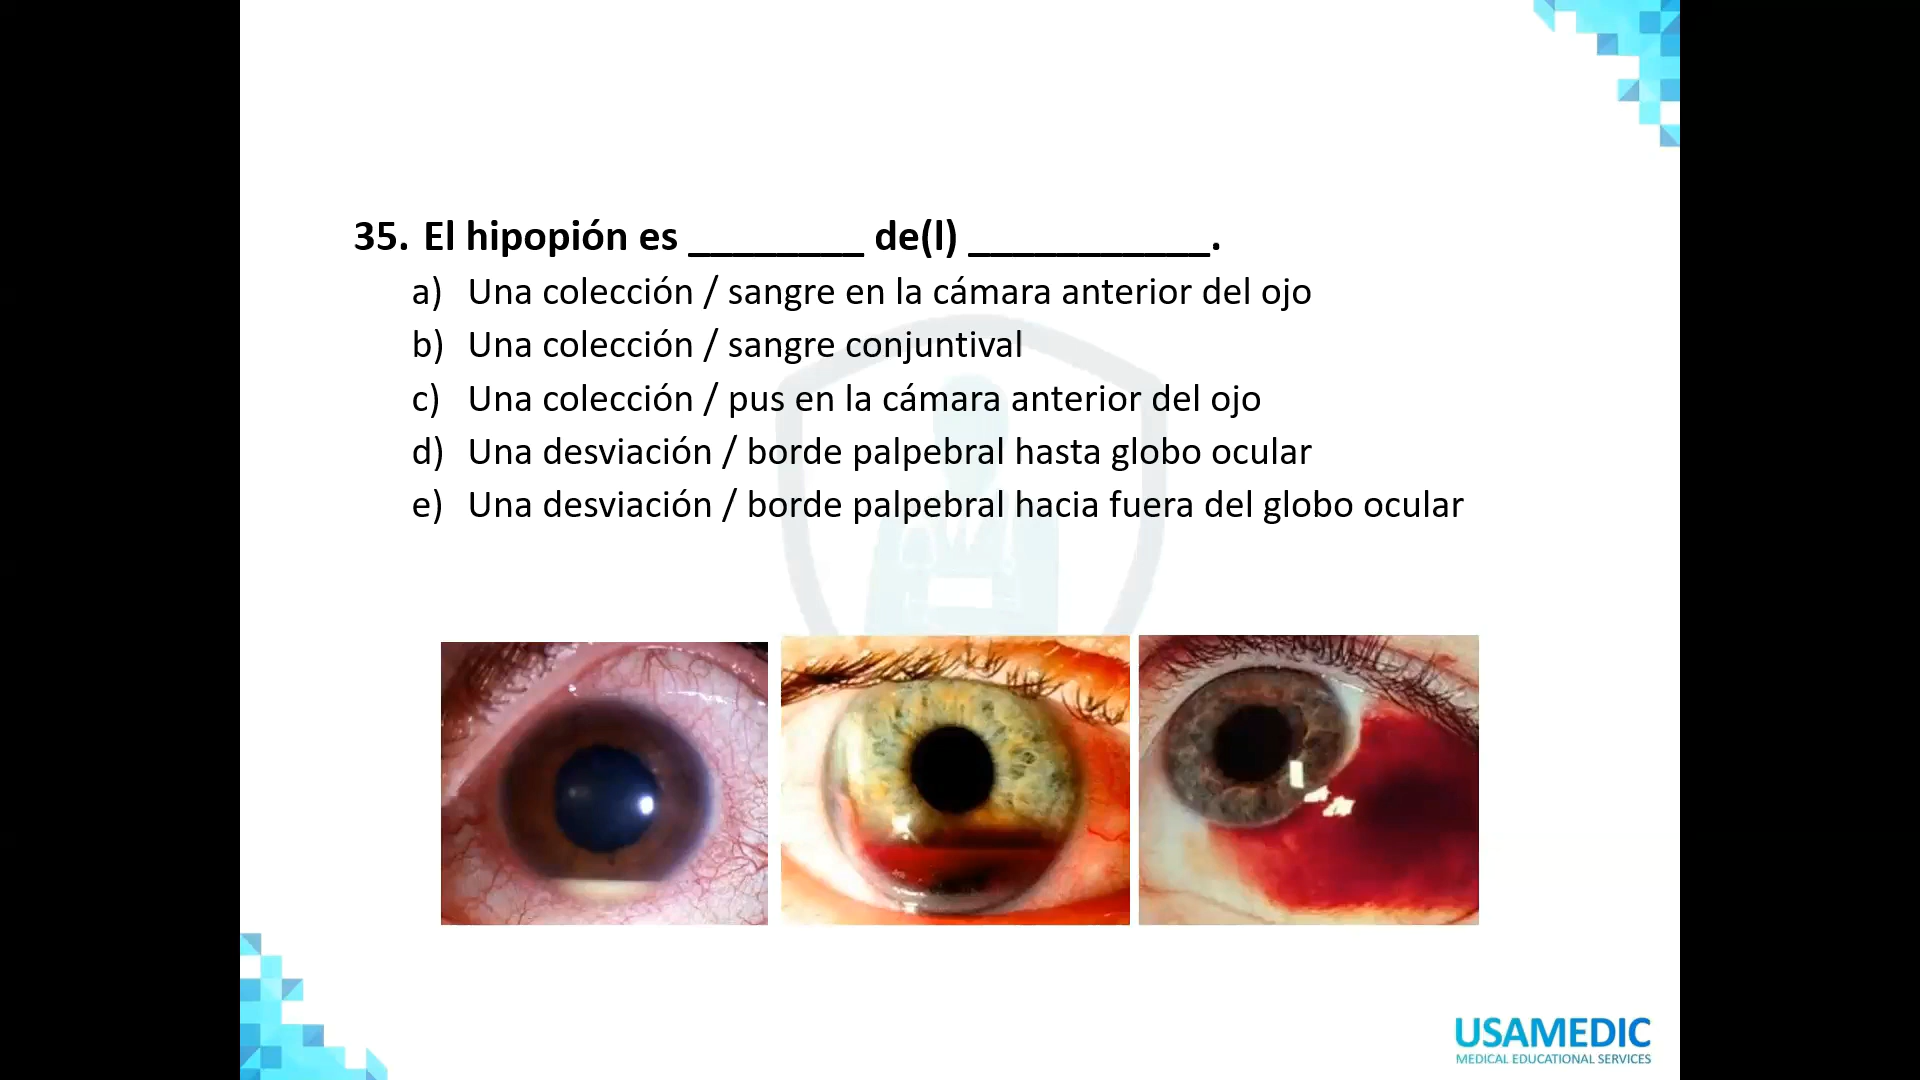 35. El hipopión es ________ de(l) ___________.
a) Una colección / sangre en la cámara anterior del ojo
b) Una colección / sangre conjuntival
c) Una colección / pus en la cámara anterior del ojo
d) Una desviación / borde palpebral hasta globo ocular
e) Una desviación / borde palpebral hacia fuera del globo ocular
USAMEDIC
MEDICAL EDUCATIONAL SERVICES